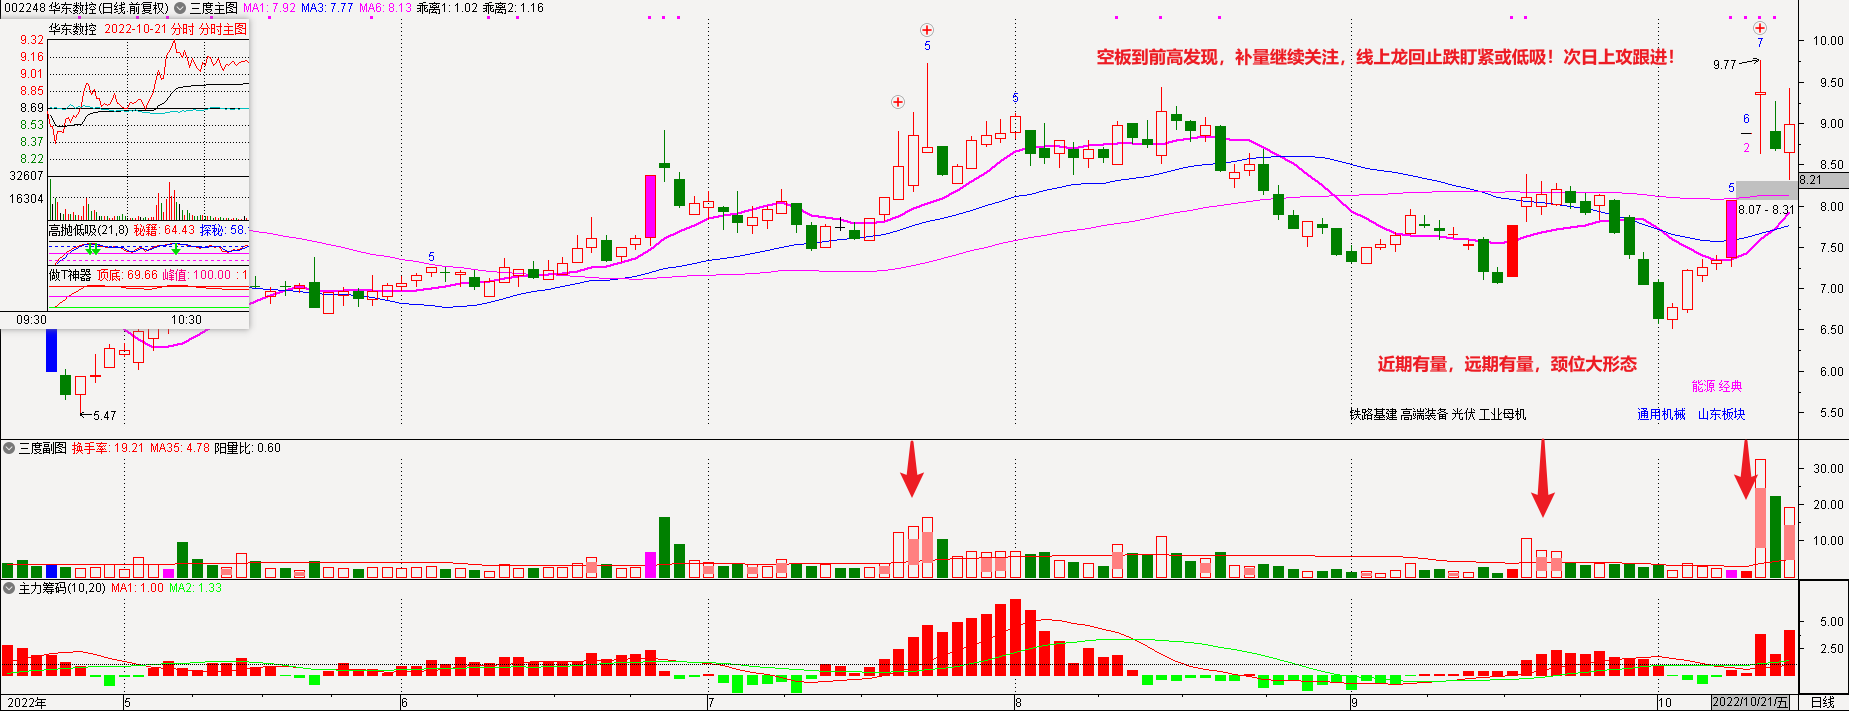 002248 华东数控(日线.前复权) 三度主图 MA1: 7.92 MA3: 7.77 MA6: 8.13 乖离1: 1.02 乖离2: 1.16
华东数控 2022-10-21 分时 分时主图
9.32
9.16
9.01
8.85
8.69
8.53
8.37
8.22
32607
16304
高抛低吸(21,8) 秘籍: 64.43 探秘: 58.
做T神器 顶底: 69.66 峰值: 100.00 : 1
09:30 10:30
空板到前高发现，补量继续关注，线上龙回止跌盯紧或低吸！次日上攻跟进！
近期有量，远期有量，颈位大形态
能源 经典
铁路基建 高端装备 光伏 工业母机
通用机械 山东板块
5.47
5
5
5
7
9.77
6
2
5
8.07 - 8.31
10.00
9.50
9.00
8.50
8.21
8.00
7.50
7.00
6.50
6.00
5.50
三度副图 换手率: 19.21 MA35: 4.78 阳量比: 0.60
30.00
20.00
10.00
主力筹码(10,20) MA1: 1.00 MA2: 1.33
5.00
2.50
2022年 5 6 7 8 9 10 2022/10/21/五 日线